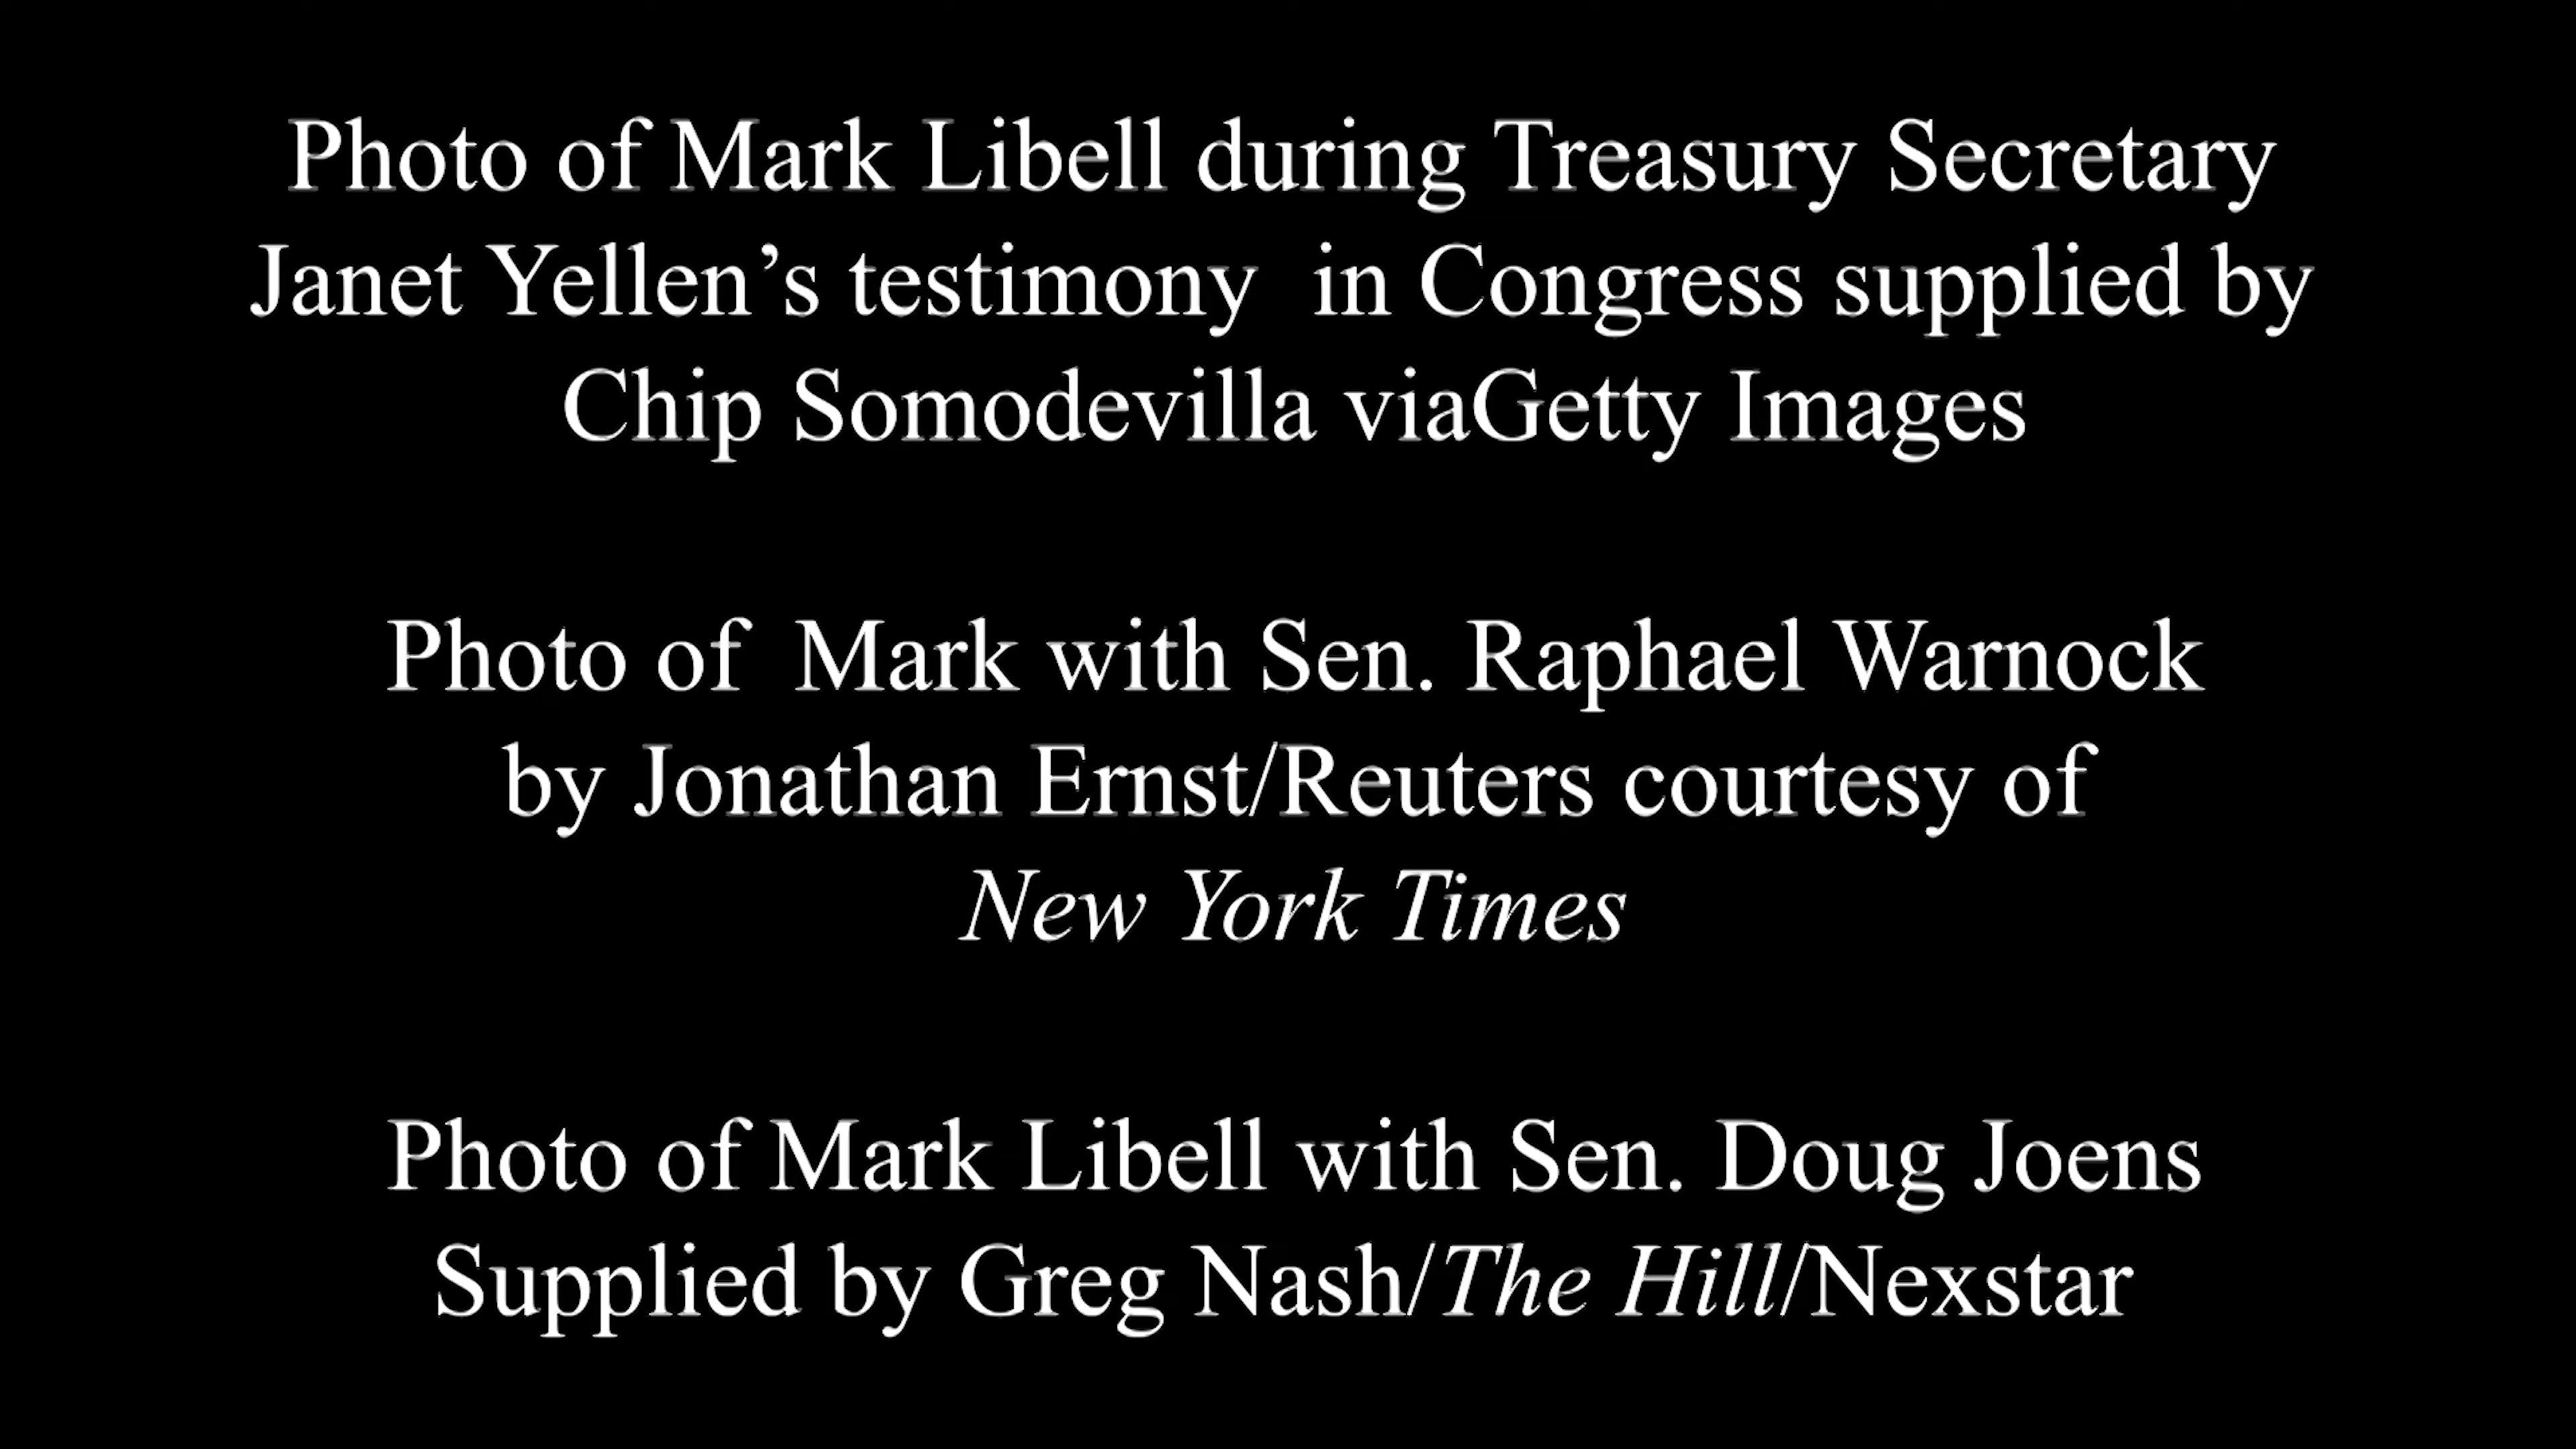 Photo of Mark Libell during Treasury Secretary
Janet Yellen’s testimony  in Congress supplied by
Chip Somodevilla viaGetty Images
Photo of  Mark with Sen. Raphael Warnock
by Jonathan Ernst/Reuters courtesy of
New York Times
Photo of Mark Libell with Sen. Doug Joens
Supplied by Greg Nash/The Hill/Nexstar